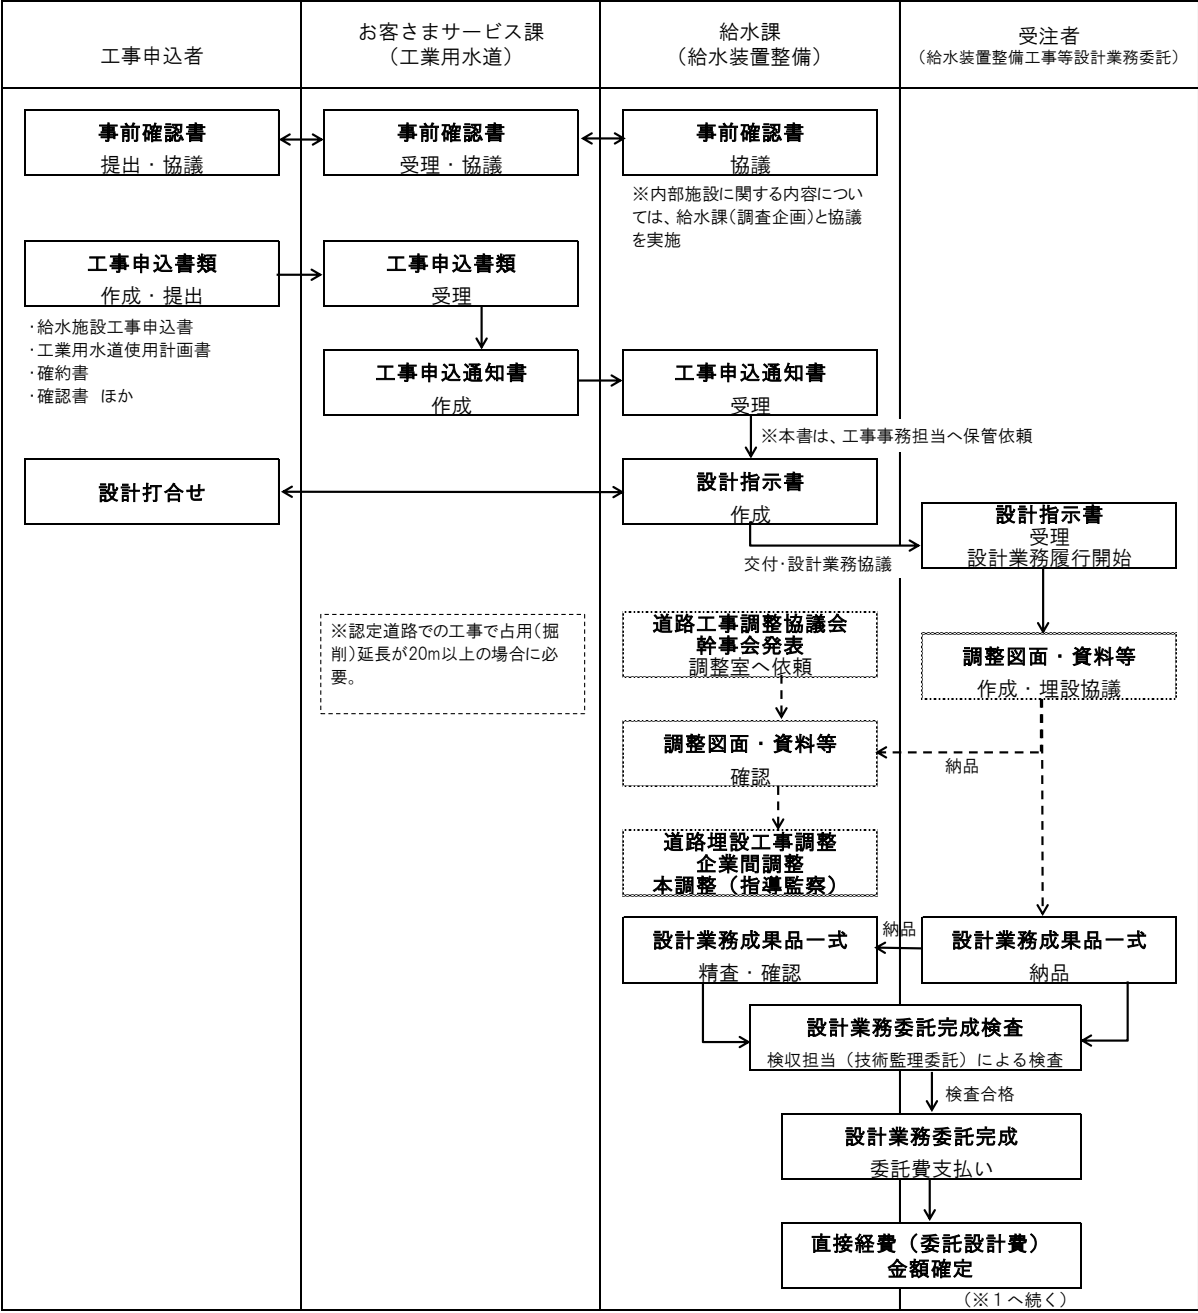 工事申込者
お客さまサービス課
（工業用水道）
給水課
（給水装置整備）
受注者
（給水装置整備工事等設計業務委託）
事前確認書
提出・協議
事前確認書
受理・協議
事前確認書
協議
※内部施設に関する内容につい
ては、給水課（調査企画）と協議
を実施
工事申込書類
作成・提出
工事申込書類
受理
・給水施設工事申込書
・工業用水道使用計画書
・確約書
・確認書　ほか
工事申込通知書
作成
工事申込通知書
受理
※本書は、工事事務担当へ保管依頼
設計打合せ
設計指示書
作成
設計指示書
受理
設計業務履行開始
交付・設計業務協議
※認定道路での工事で占用（掘
削）延長が20m以上の場合に必
要。
道路工事調整協議会
幹事会発表
調整室へ依頼
調整図面・資料等
作成・埋設協議
調整図面・資料等
確認
納品
道路埋設工事調整
企業間調整
本調整（指導監察）
設計業務成果品一式
精査・確認
納品
設計業務成果品一式
納品
設計業務委託完成検査
検収担当（技術監理委託）による検査
検査合格
設計業務委託完成
委託費支払い
直接経費（委託設計費）
金額確定
（※１へ続く）